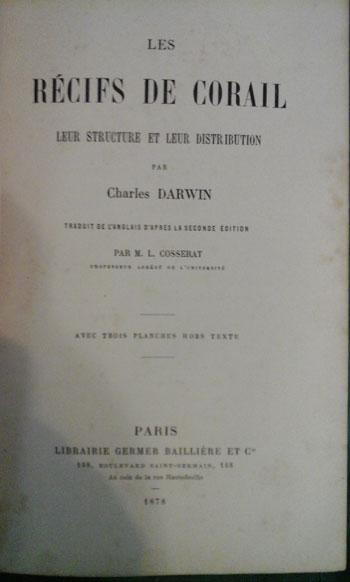 LES
RÉCIFS DE CORAIL
LEUR STRUCTURE ET LEUR DISTRIBUTION
PAR
Charles DARWIN
TRADUIT DE L'ANGLAIS D'APRÈS LA SECONDE ÉDITION
PAR M. L. COSSERAT
PROFESSEUR AGRÉGÉ DE L'UNIVERSITÉ
AVEC TROIS PLANCHES HORS TEXTE
PARIS
LIBRAIRIE GERMER BAILLIÈRE ET Cie
108, BOULEVARD SAINT-GERMAIN, 108
Au coin de la rue Hautefeuille
1878